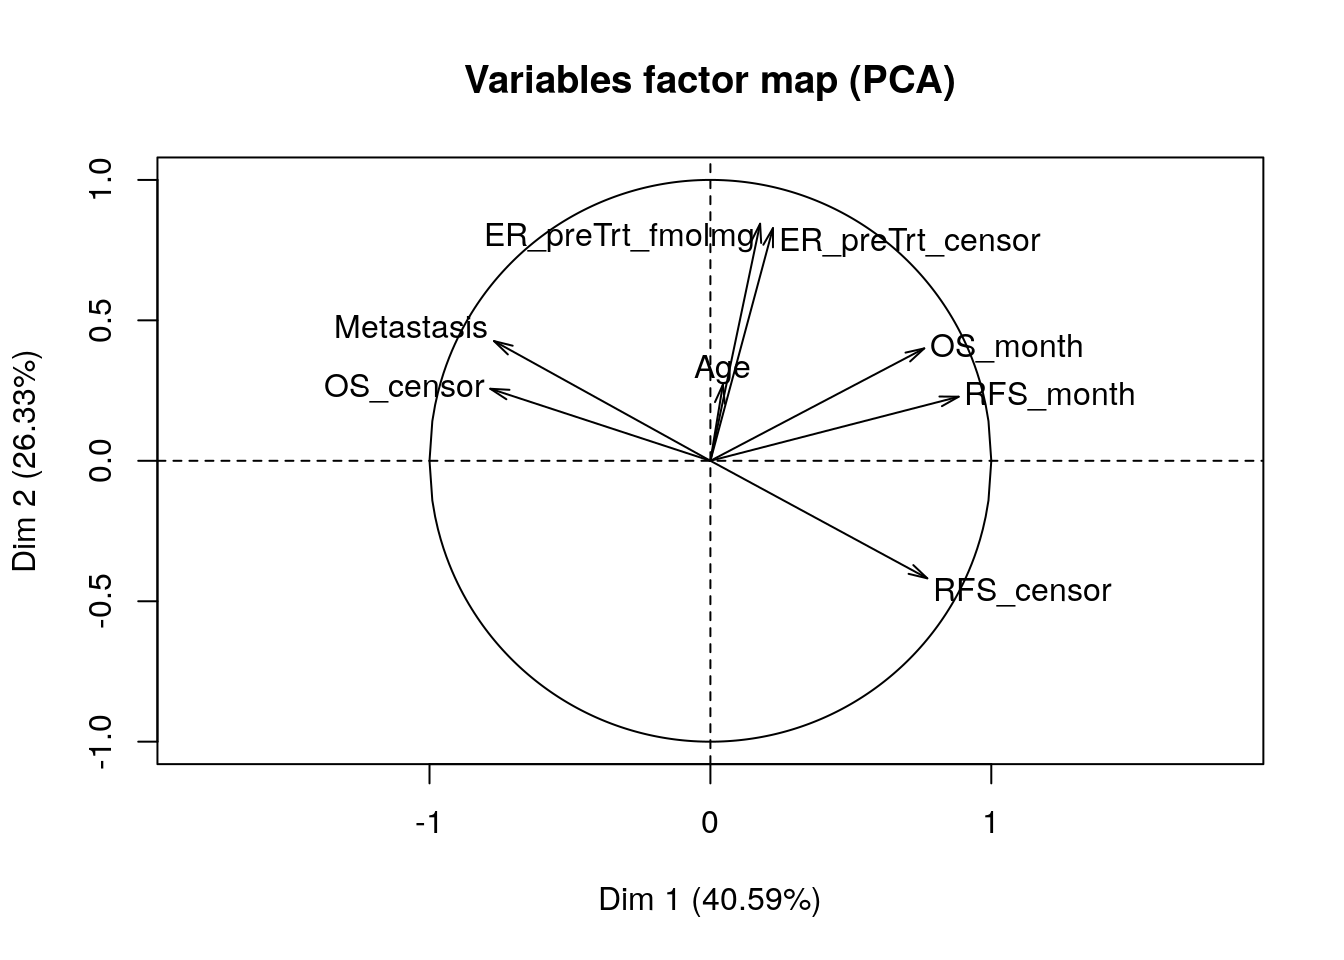 Variables factor map (PCA)
1.0
0.5
0.0
-0.5
-1.0
Dim 2 (26.33%)
ER_preTrt_fmolmg
ER_preTrt_censor
Metastasis
OS_month
Age
OS_censor
RFS_month
RFS_censor
-1
0
1
Dim 1 (40.59%)